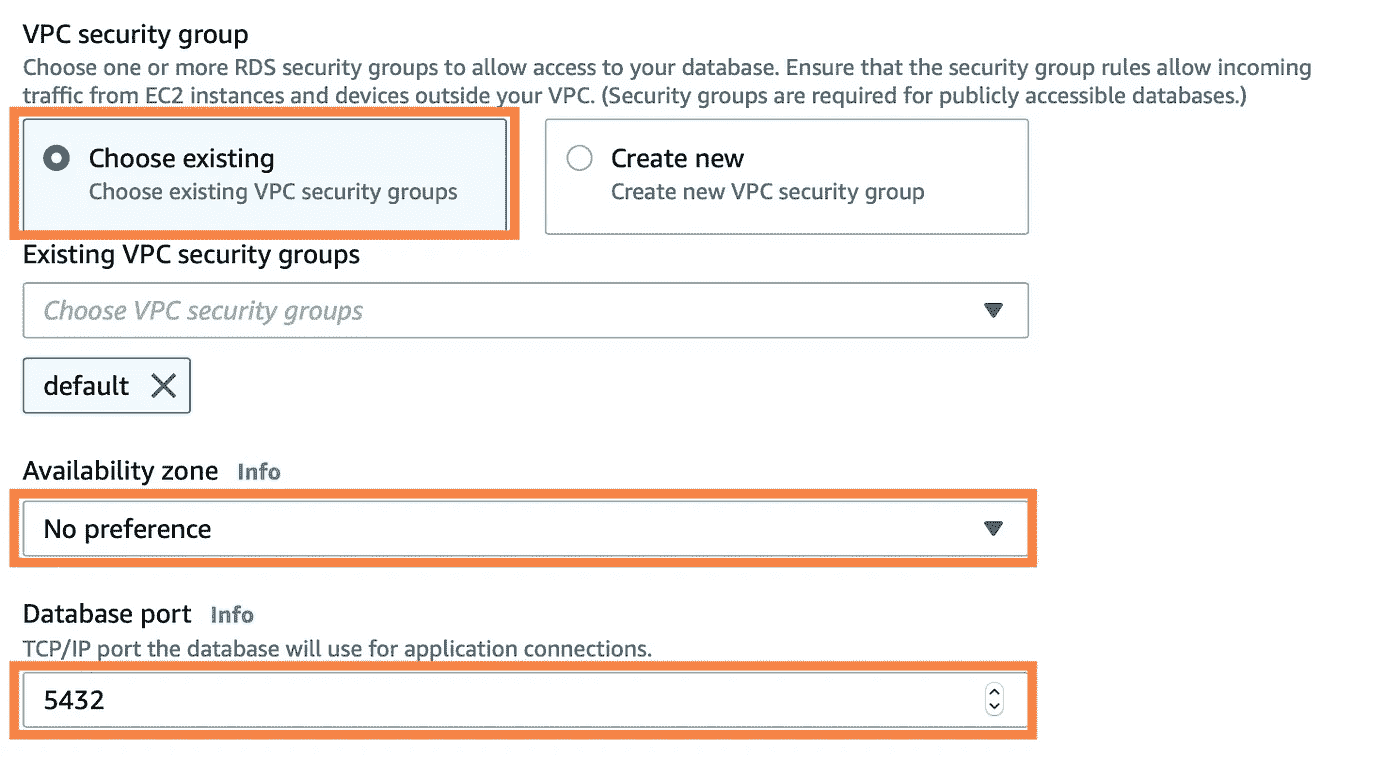 VPC security group
Choose one or more RDS security groups to allow access to your database. Ensure that the security group rules allow incoming
traffic from EC2 instances and devices outside your VPC. (Security groups are required for publicly accessible databases.)
Choose existing
Choose existing VPC security groups
Create new
Create new VPC security group
Existing VPC security groups
Choose VPC security groups
default
Availability zone Info
No preference
Database port Info
TCP/IP port the database will use for application connections.
5432